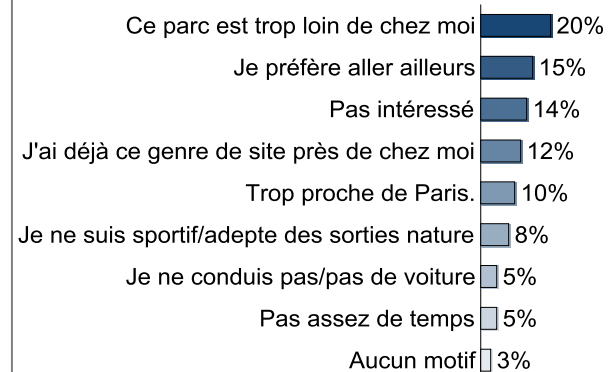 Ce parc est trop loin de chez moi 20%
Je préfère aller ailleurs 15%
Pas intéressé 14%
J'ai déjà ce genre de site près de chez moi 12%
Trop proche de Paris. 10%
Je ne suis sportif/adepte des sorties nature 8%
Je ne conduis pas/pas de voiture 5%
Pas assez de temps 5%
Aucun motif 3%